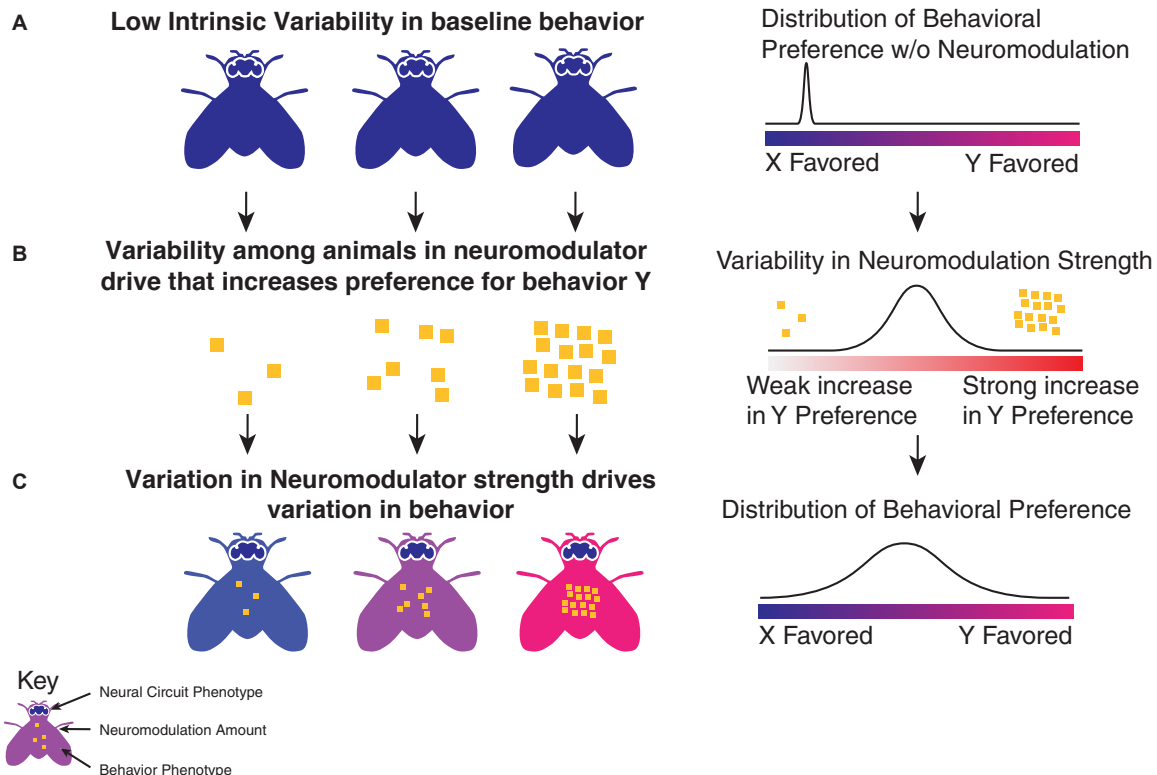 A
Low Intrinsic Variability in baseline behavior
Distribution of Behavioral
Preference w/o Neuromodulation
X Favored
Y Favored
B
Variability among animals in neuromodulator
drive that increases preference for behavior Y
Variability in Neuromodulation Strength
Weak increase
in Y Preference
Strong increase
in Y Preference
C
Variation in Neuromodulator strength drives
variation in behavior
Distribution of Behavioral Preference
X Favored
Y Favored
Key
Neural Circuit Phenotype
Neuromodulation Amount
Behavior Phenotype